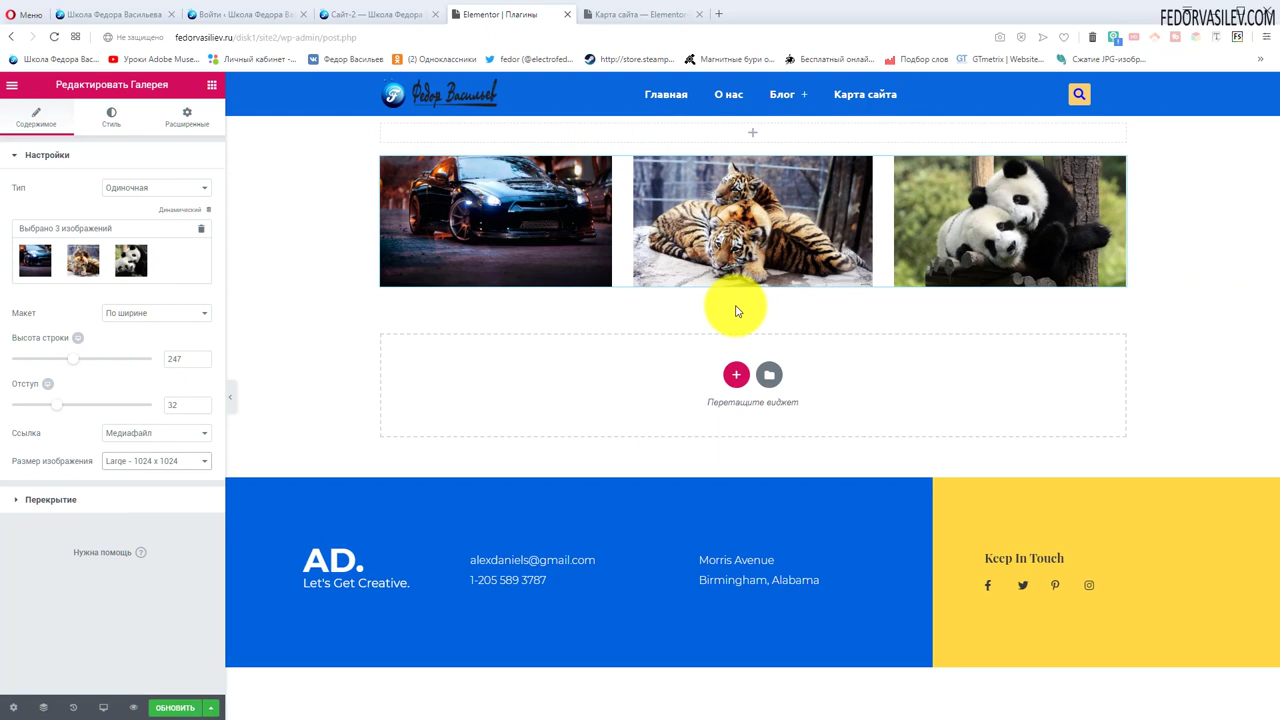 FEDORVASILEV.COM
Меню
Школа Федора Васильева
Войти ‹ Школа Федора Ва
Сайт-2 — Школа Федора
Elementor | Плагины
Карта сайта — Elemento
Не защищено
fedorvasiliev.ru/disk1/site2/wp-admin/post.php
Школа Федора Вас...
Уроки Adobe Muse...
Личный кабинет -...
Федор Васильев
(2) Одноклассники
fedor (@electrofed...
http://store.steamp...
Магнитные бури о...
Бесплатный онлай...
Подбор слов
GTmetrix | Website...
Сжатие JPG-изобр...
Редактировать Галерея
Содержимое
Стиль
Расширенные
Настройки
Тип
Одиночная
Динамический
Выбрано 3 изображений
Макет
По ширине
Высота строки
247
Отступ
32
Ссылка
Медиафайл
Размер изображения
Large - 1024 x 1024
Перекрытие
Нужна помощь
ОБНОВИТЬ
Федор Васильев
Главная
О нас
Блог +
Карта сайта
Перетащите виджет
AD.
Let's Get Creative.
alexdaniels@gmail.com
1-205 589 3787
Morris Avenue
Birmingham, Alabama
Keep In Touch